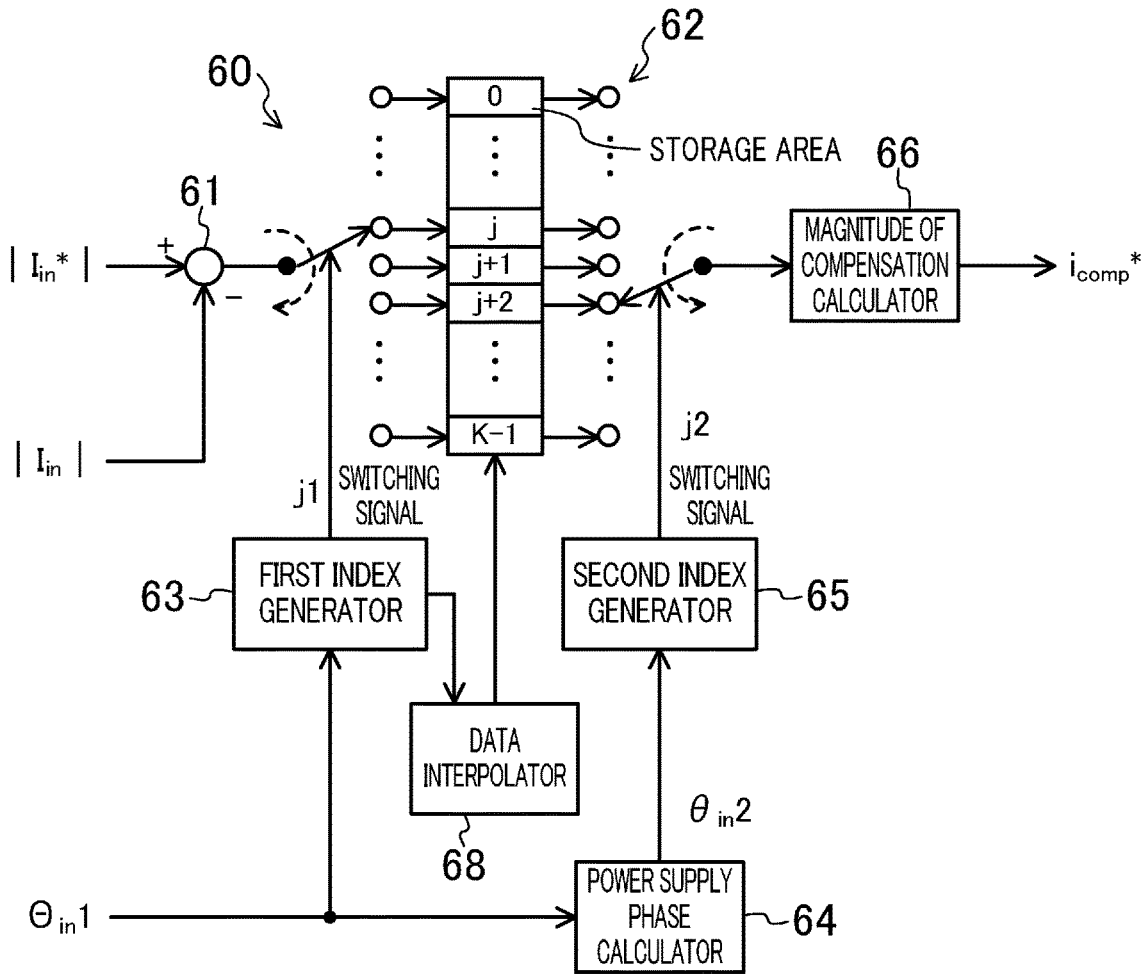 60
62
0
STORAGE AREA
61
66
+
| Iin* |
−
j
j+1
j+2
MAGNITUDE OF
COMPENSATION
CALCULATOR
icomp*
K−1
| Iin |
j1
SWITCHING
SIGNAL
j2
SWITCHING
SIGNAL
63
FIRST INDEX
GENERATOR
SECOND INDEX
GENERATOR
65
DATA
INTERPOLATOR
68
θin2
Θin1
POWER SUPPLY
PHASE
CALCULATOR
64